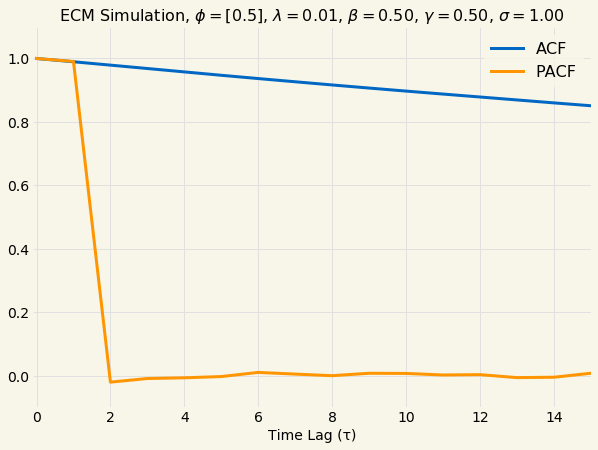 ECM Simulation, ϕ = [0.5], λ = 0.01, β = 0.50, γ = 0.50, σ = 1.00
ACF
PACF
1.0
0.8
0.6
0.4
0.2
0.0
0 2 4 6 8 10 12 14
Time Lag (τ)